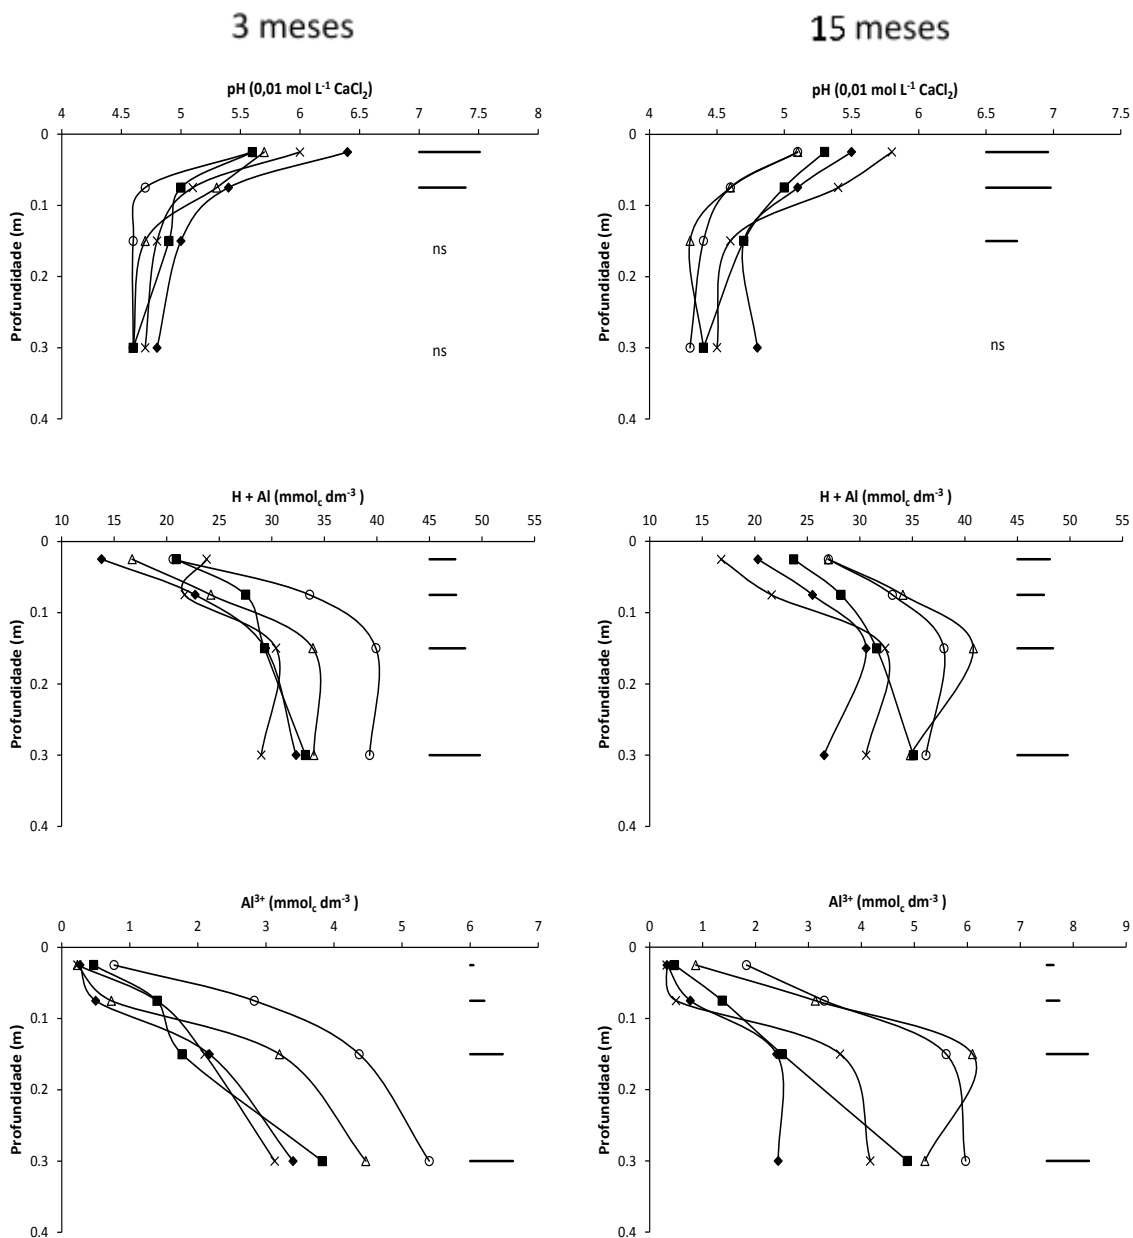 3 meses
15 meses
pH (0,01 mol L⁻¹ CaCl₂)
4 4.5 5 5.5 6 6.5 7 7.5 8
0
0.1
0.2
0.3
0.4
Profundidade (m)
ns
ns
pH (0,01 mol L⁻¹ CaCl₂)
4 4.5 5 5.5 6 6.5 7 7.5
0
0.1
0.2
0.3
0.4
Profundidade (m)
ns
H + Al (mmol꜀ dm⁻³ )
10 15 20 25 30 35 40 45 50 55
0
0.1
0.2
0.3
0.4
Profundidade (m)
H + Al (mmol꜀ dm⁻³ )
10 15 20 25 30 35 40 45 50 55
0
0.1
0.2
0.3
0.4
Profundidade (m)
Al³⁺ (mmol꜀ dm⁻³ )
0 1 2 3 4 5 6 7
0
0.1
0.2
0.3
0.4
Profundidade (m)
Al³⁺ (mmol꜀ dm⁻³ )
0 1 2 3 4 5 6 7 8 9
0
0.1
0.2
0.3
0.4
Profundidade (m)